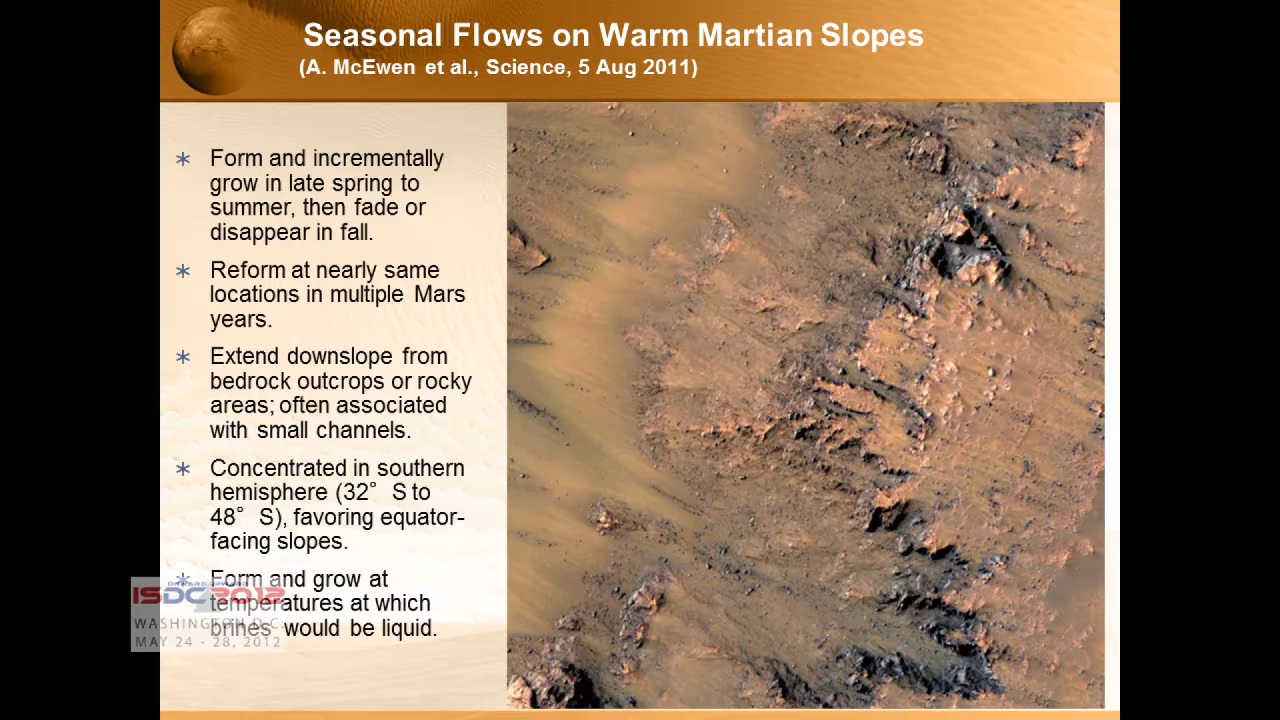 Seasonal Flows on Warm Martian Slopes
(A. McEwen et al., Science, 5 Aug 2011)
* Form and incrementally
grow in late spring to
summer, then fade or
disappear in fall.
* Reform at nearly same
locations in multiple Mars
years.
* Extend downslope from
bedrock outcrops or rocky
areas; often associated
with small channels.
* Concentrated in southern
hemisphere (32° S to
48° S), favoring equator-
facing slopes.
* Form and grow at
temperatures at which
brines would be liquid.
ONWARD UPWARD
ISDC 2012
WASHINGTON D.C.
MAY 24 - 28, 2012